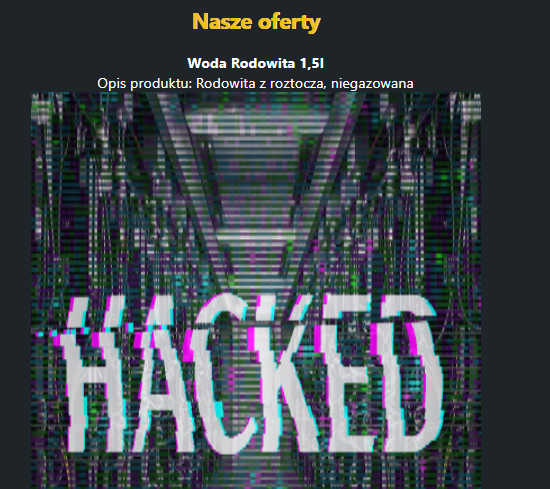 Nasze oferty
Woda Rodowita 1,5l
Opis produktu: Rodowita z roztocza, niegazowana
HACKED